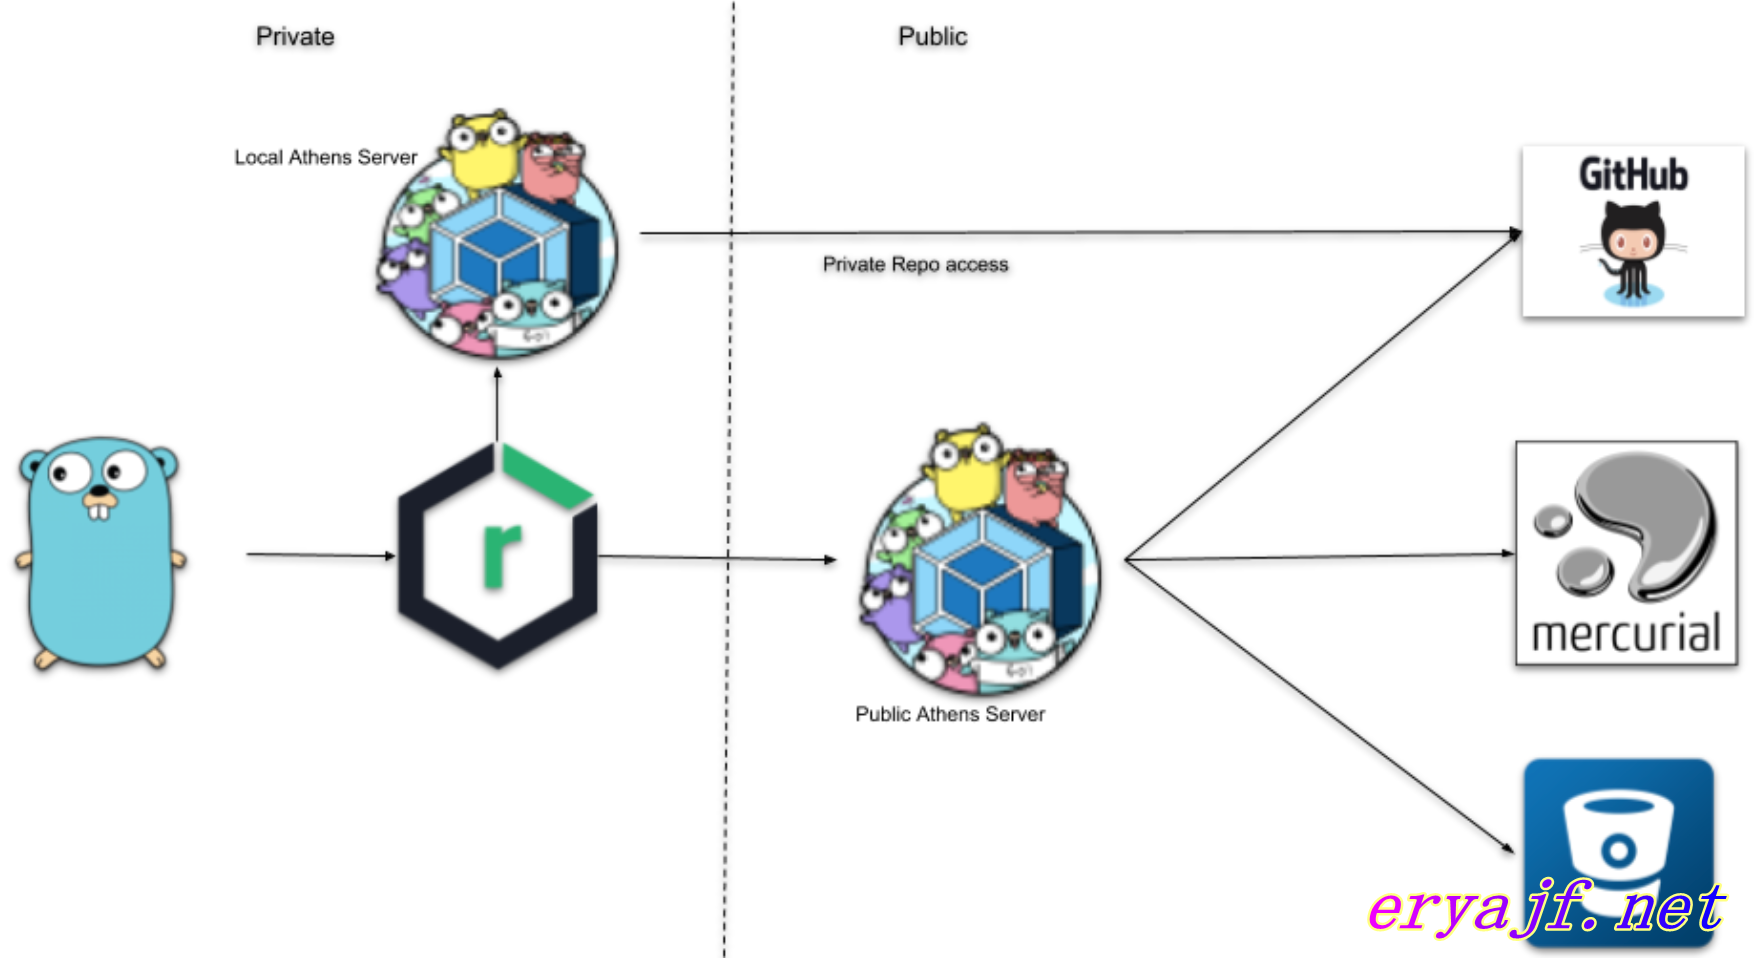 Private
Public
Local Athens Server
GitHub
Private Repo access
r
mercurial
Public Athens Server
eryajf.net